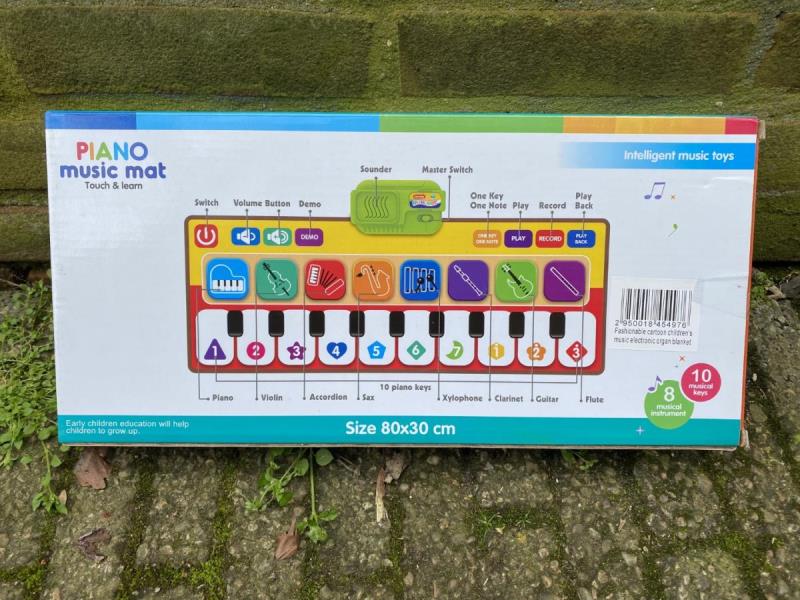 PIANO
music mat
Touch & learn
Intelligent music toys
Sounder
Master Switch
Switch
Volume Button
Demo
One Key
One Note
Play
Record
Play
Back
DEMO
ONE KEY
ONE NOTE
PLAY
RECORD
PLAY
BACK
1
2
3
4
5
6
7
1
2
3
10 piano keys
Piano
Violin
Accordion
Sax
Xylophone
Clarinet
Guitar
Flute
2950018454976
Fashionable cartoon children's
music electronic organ blanket
10
musical
keys
8
musical
instrument
Early children education will help
children to grow up.
Size 80x30 cm